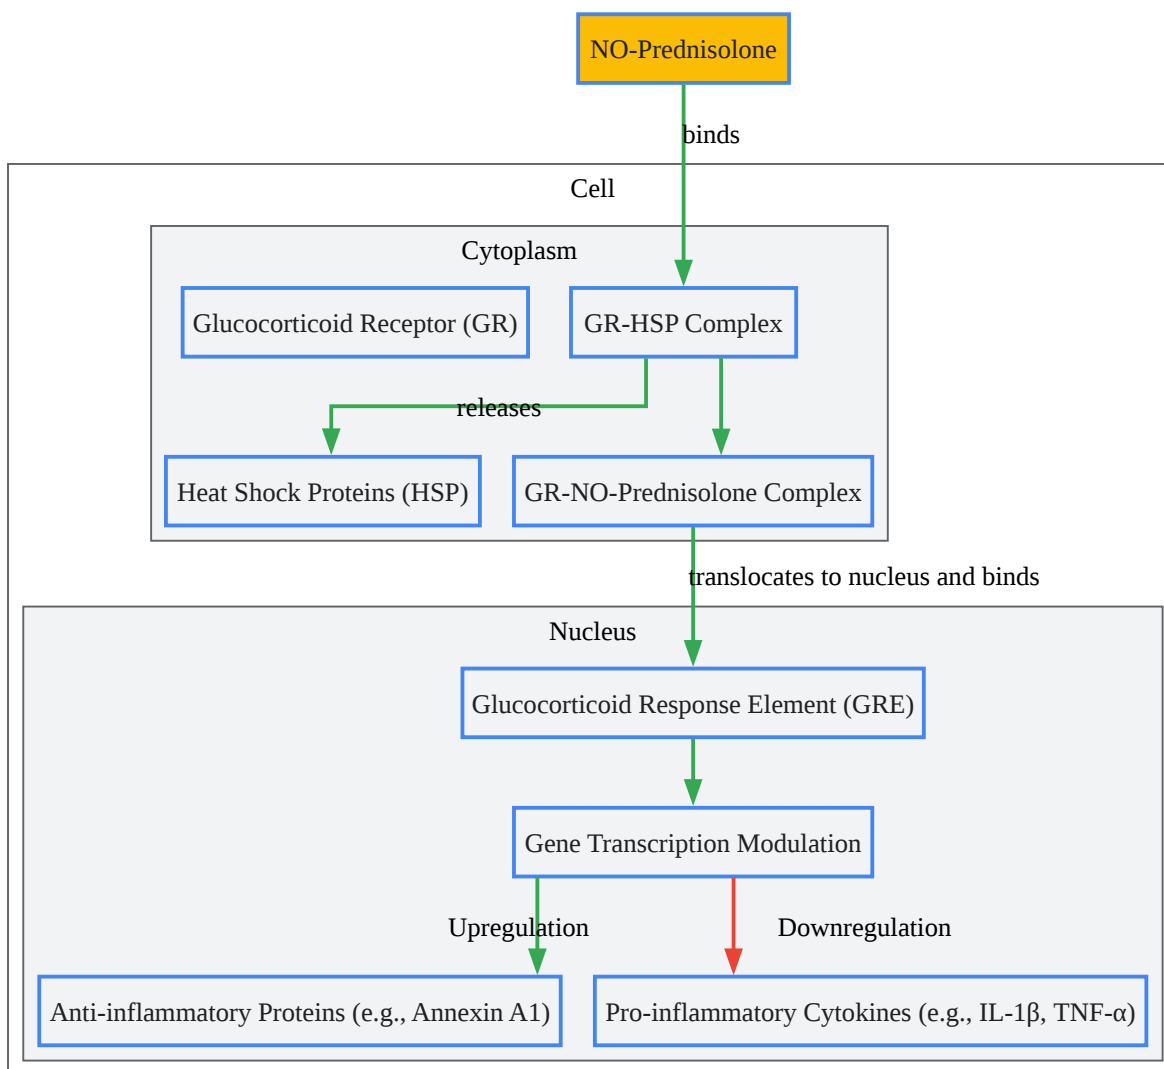 NO-Prednisolone
binds
Cell
Cytoplasm
Glucocorticoid Receptor (GR)
GR-HSP Complex
releases
Heat Shock Proteins (HSP)
GR-NO-Prednisolone Complex
translocates to nucleus and binds
Nucleus
Glucocorticoid Response Element (GRE)
Gene Transcription Modulation
Upregulation
Downregulation
Anti-inflammatory Proteins (e.g., Annexin A1)
Pro-inflammatory Cytokines (e.g., IL-1β, TNF-α)